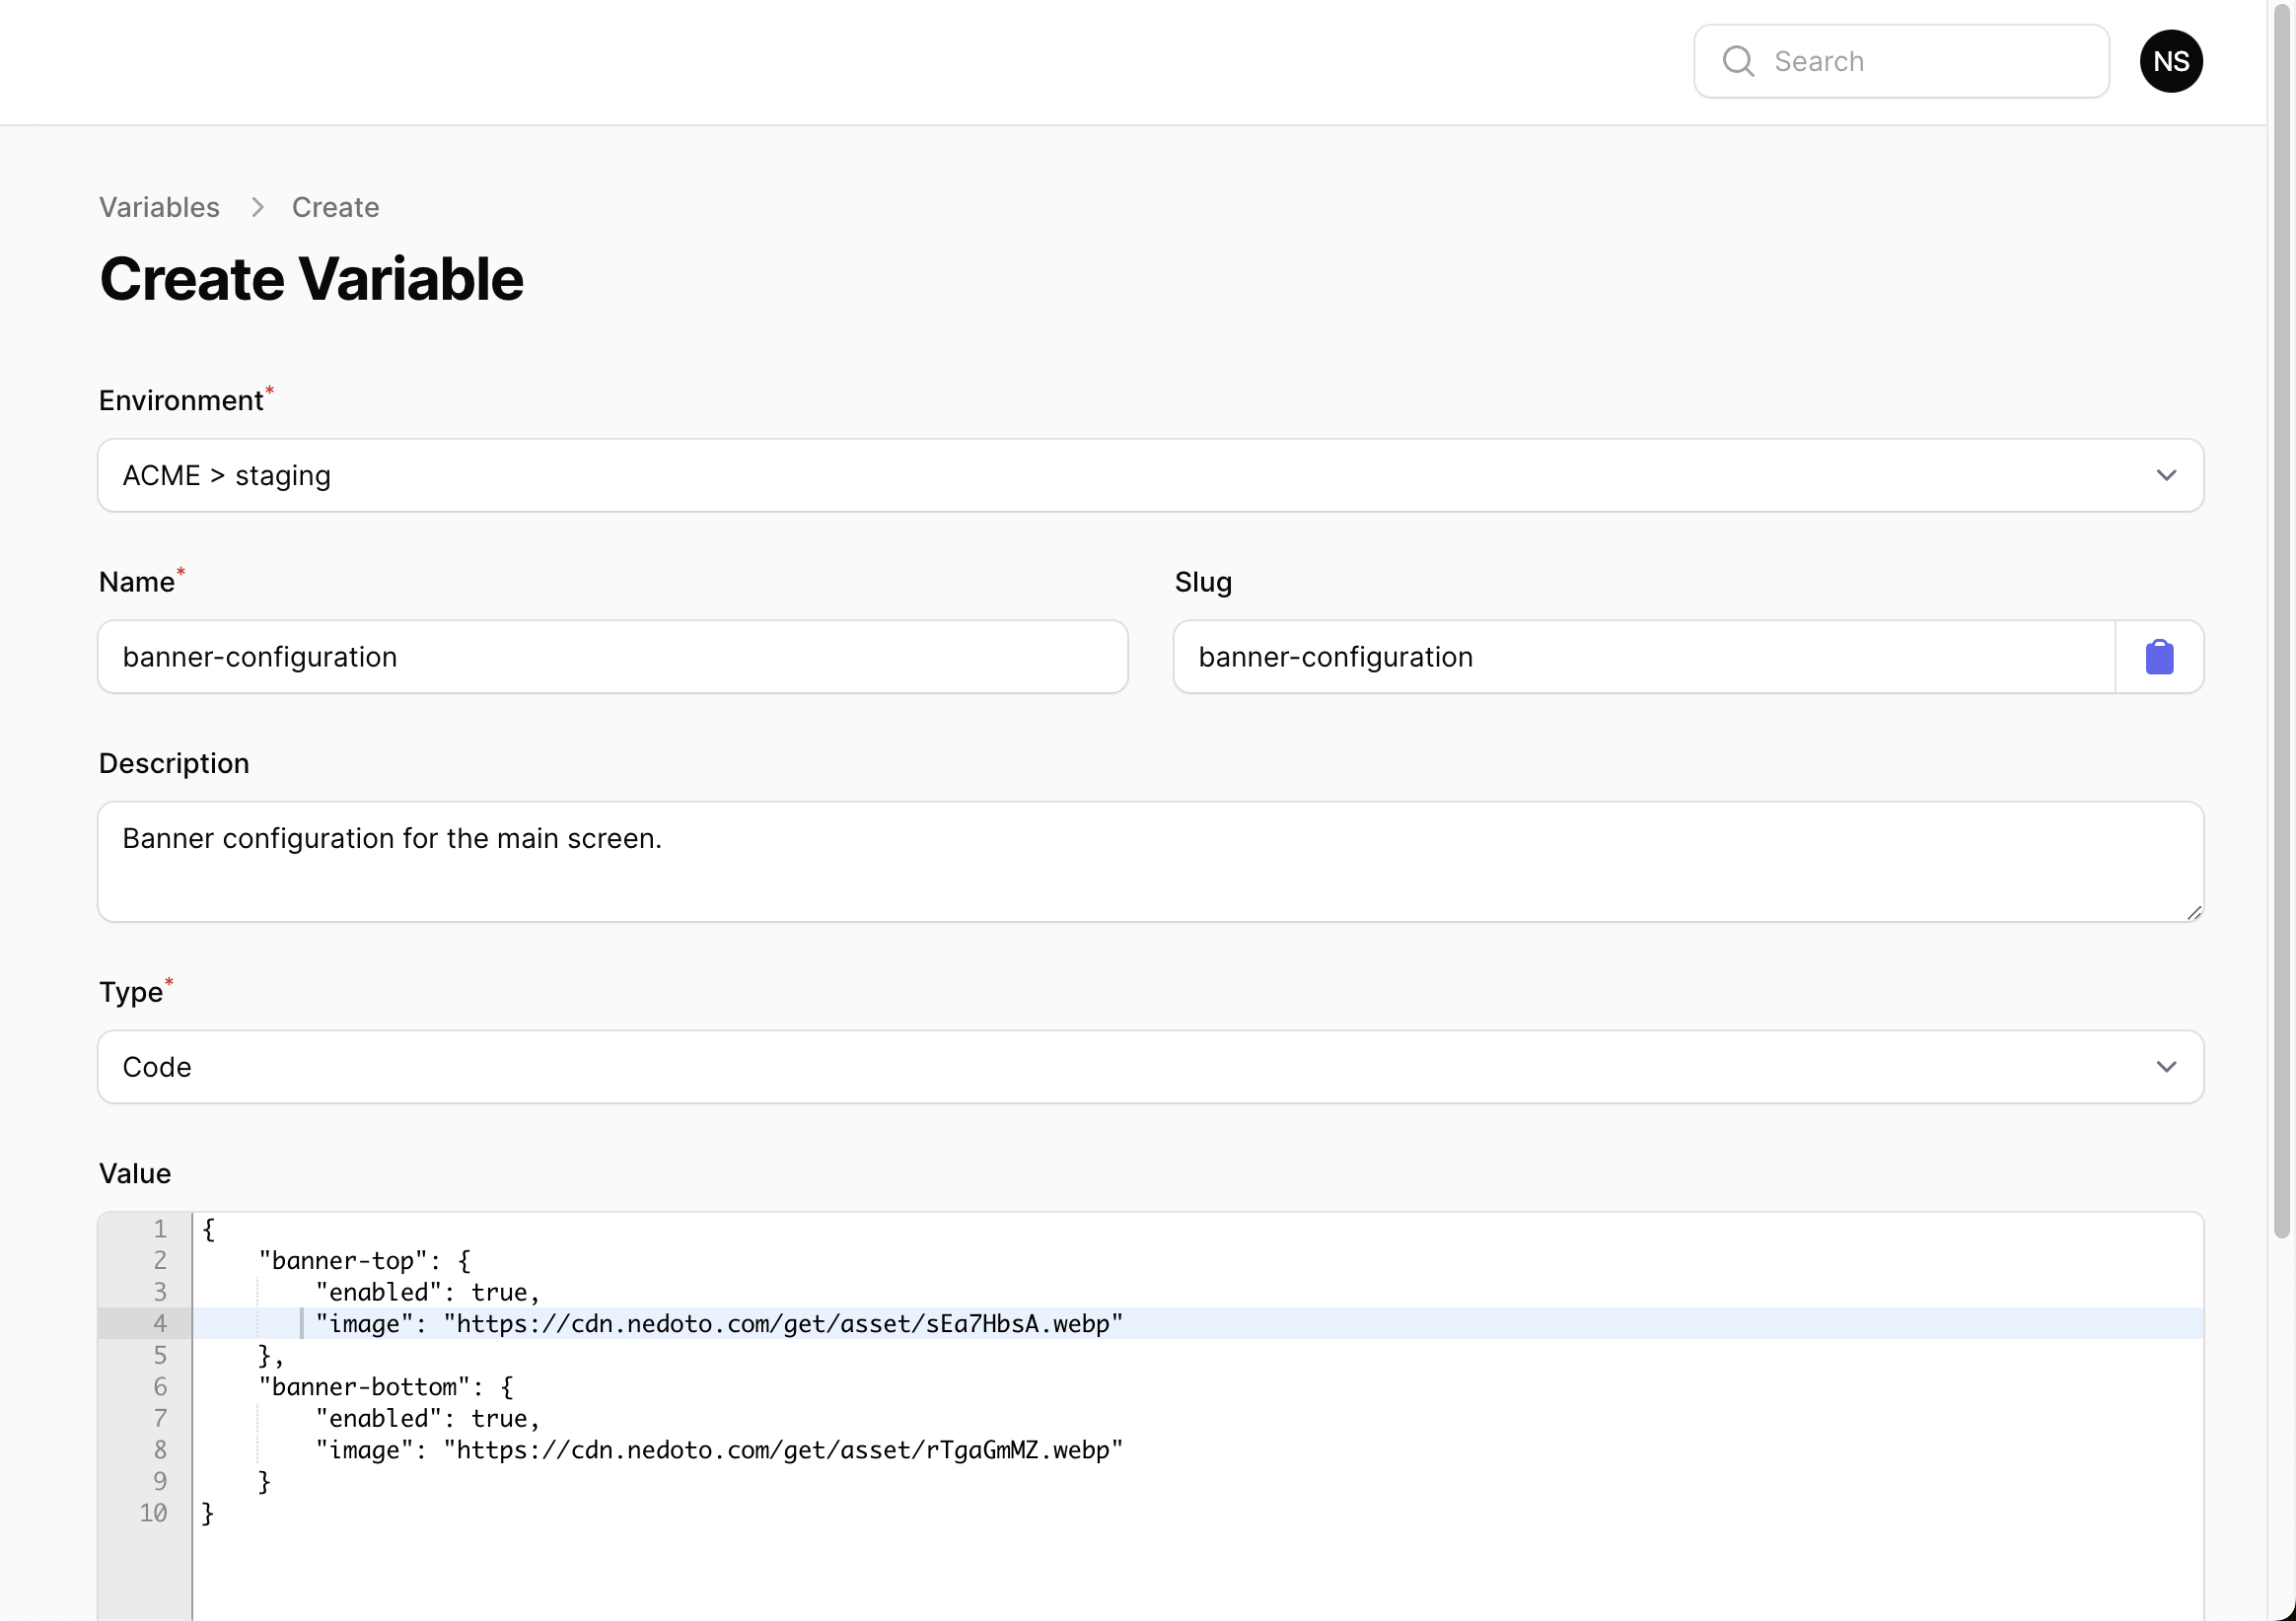 Search
NS
Variables > Create
Create Variable
Environment*
ACME > staging
Name*
Slug
banner-configuration
banner-configuration
Description
Banner configuration for the main screen.
Type*
Code
Value
1 {
2     "banner-top": {
3         "enabled": true,
4         "image": "https://cdn.nedoto.com/get/asset/sEa7HbsA.webp"
5     },
6     "banner-bottom": {
7         "enabled": true,
8         "image": "https://cdn.nedoto.com/get/asset/rTgaGmMZ.webp"
9     }
10 }